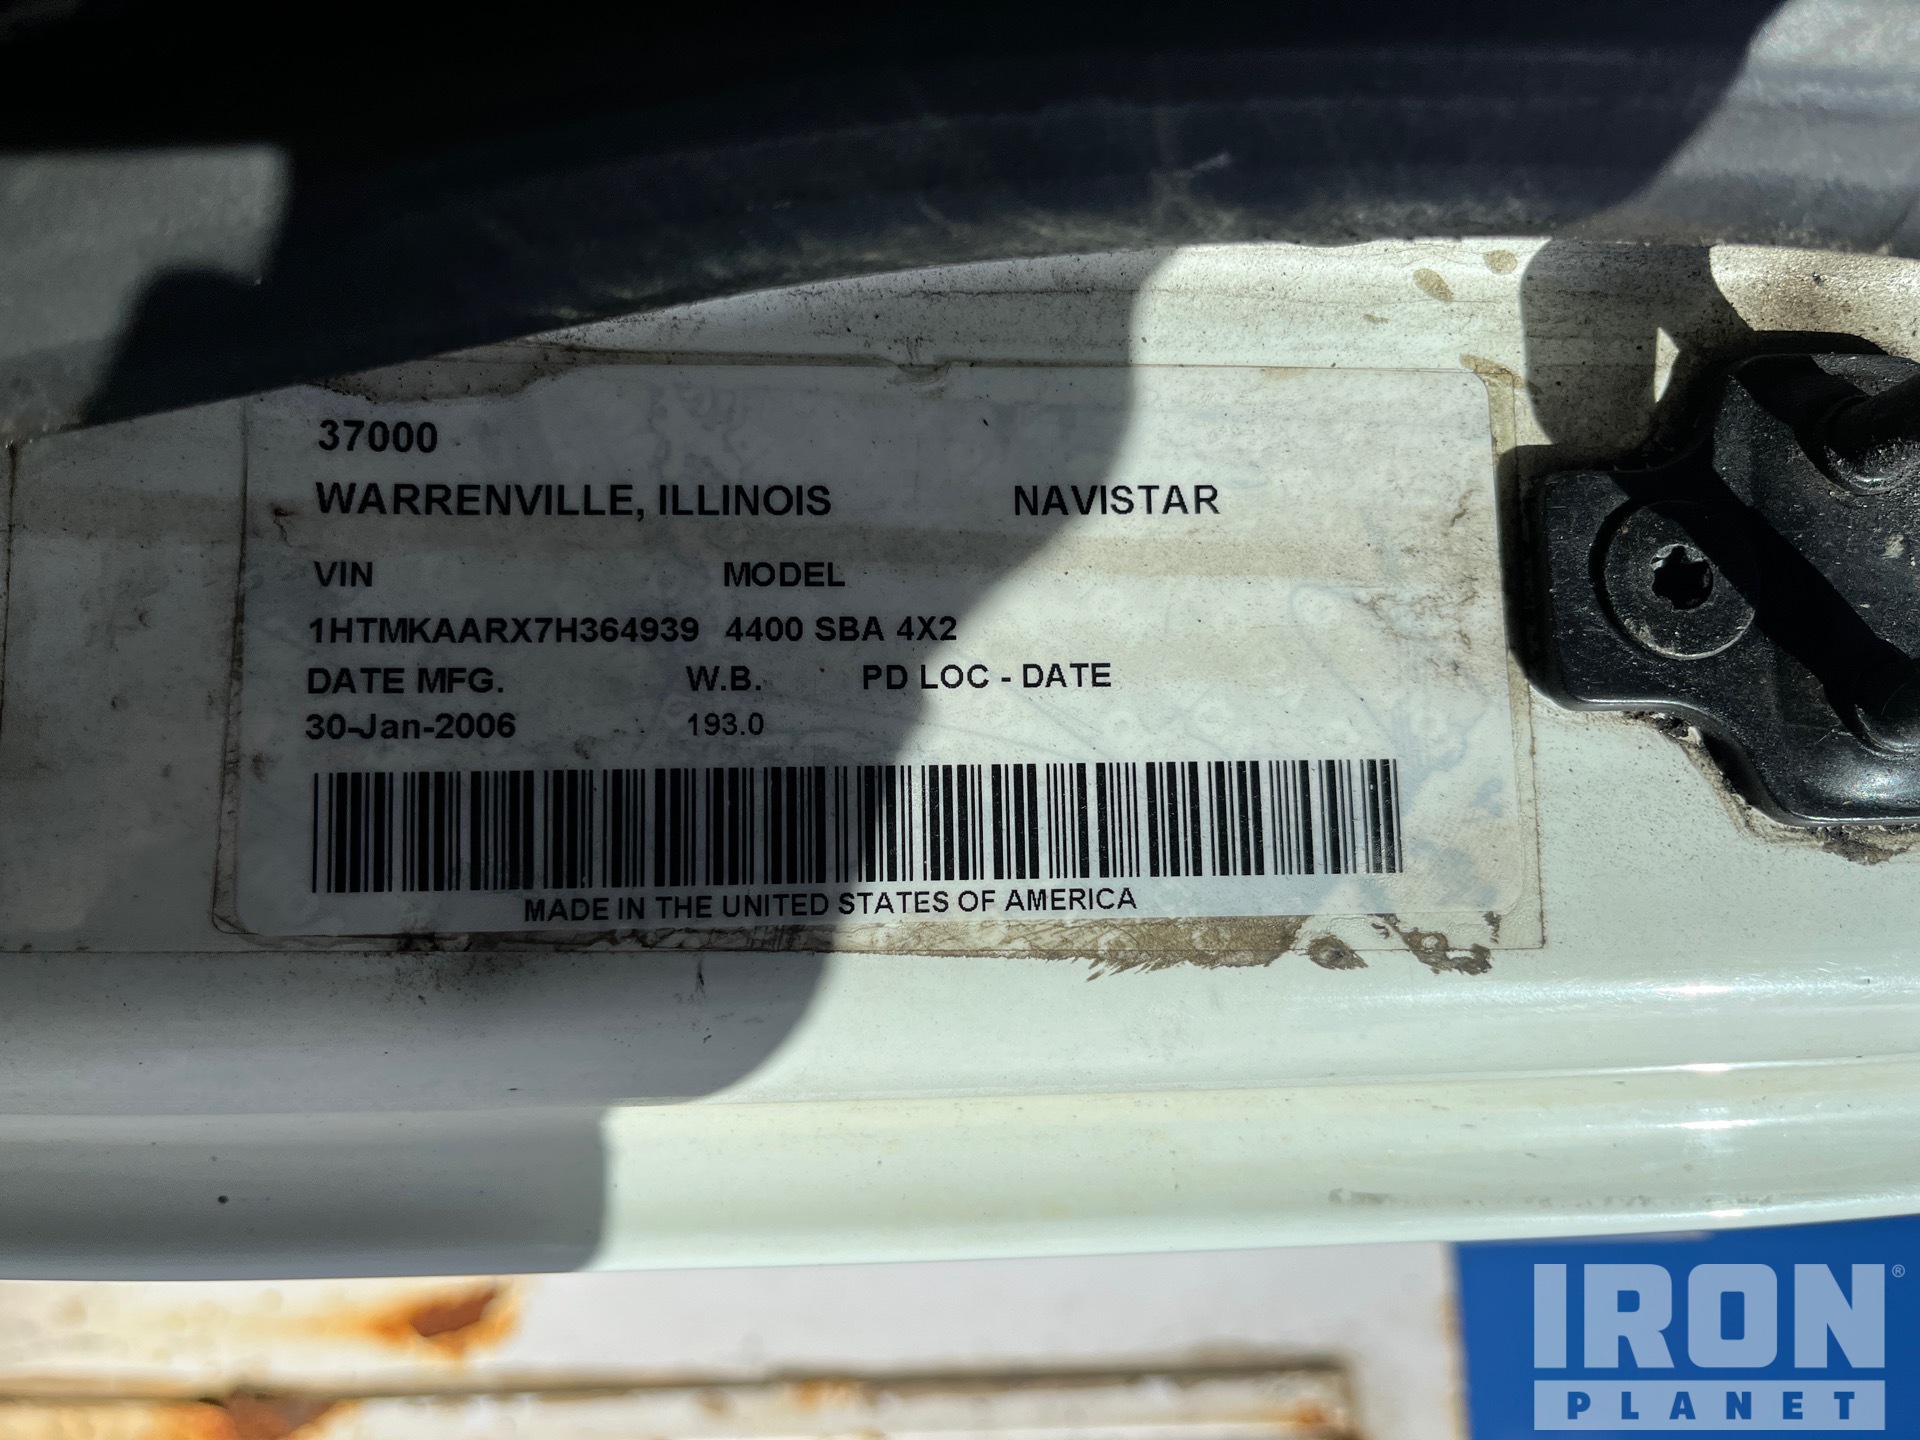 37000
WARRENVILLE, ILLINOIS NAVISTAR
VIN MODEL
1HTMKAARX7H364939 4400 SBA 4X2
DATE MFG. W.B. PD LOC - DATE
30-Jan-2006 193.0
MADE IN THE UNITED STATES OF AMERICA
IRON®
PLANET